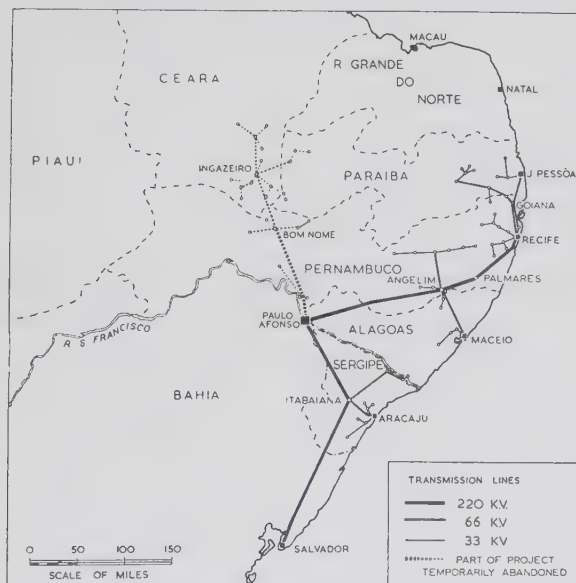 MACAU
R GRANDE
DO
NORTE
CEARA
NATAL
PIAUI
INGAZEIRO
PARAIBA
J PESSÒA
GOIANA
BOM NOME
RECIFE
PERNAMBUCO
ANGELIM
PALMARES
R S FRANCISCO
PAULO
AFONSO
ALAGOAS
MACEIO
SERGIPE
BAHIA
ITABAIANA
ARACAJU
SALVADOR
TRANSMISSION LINES
220 K.V.
66 KV
33 KV
PART OF PROJECT
TEMPORARILY ABANDONED
0 50 100 150
SCALE OF MILES